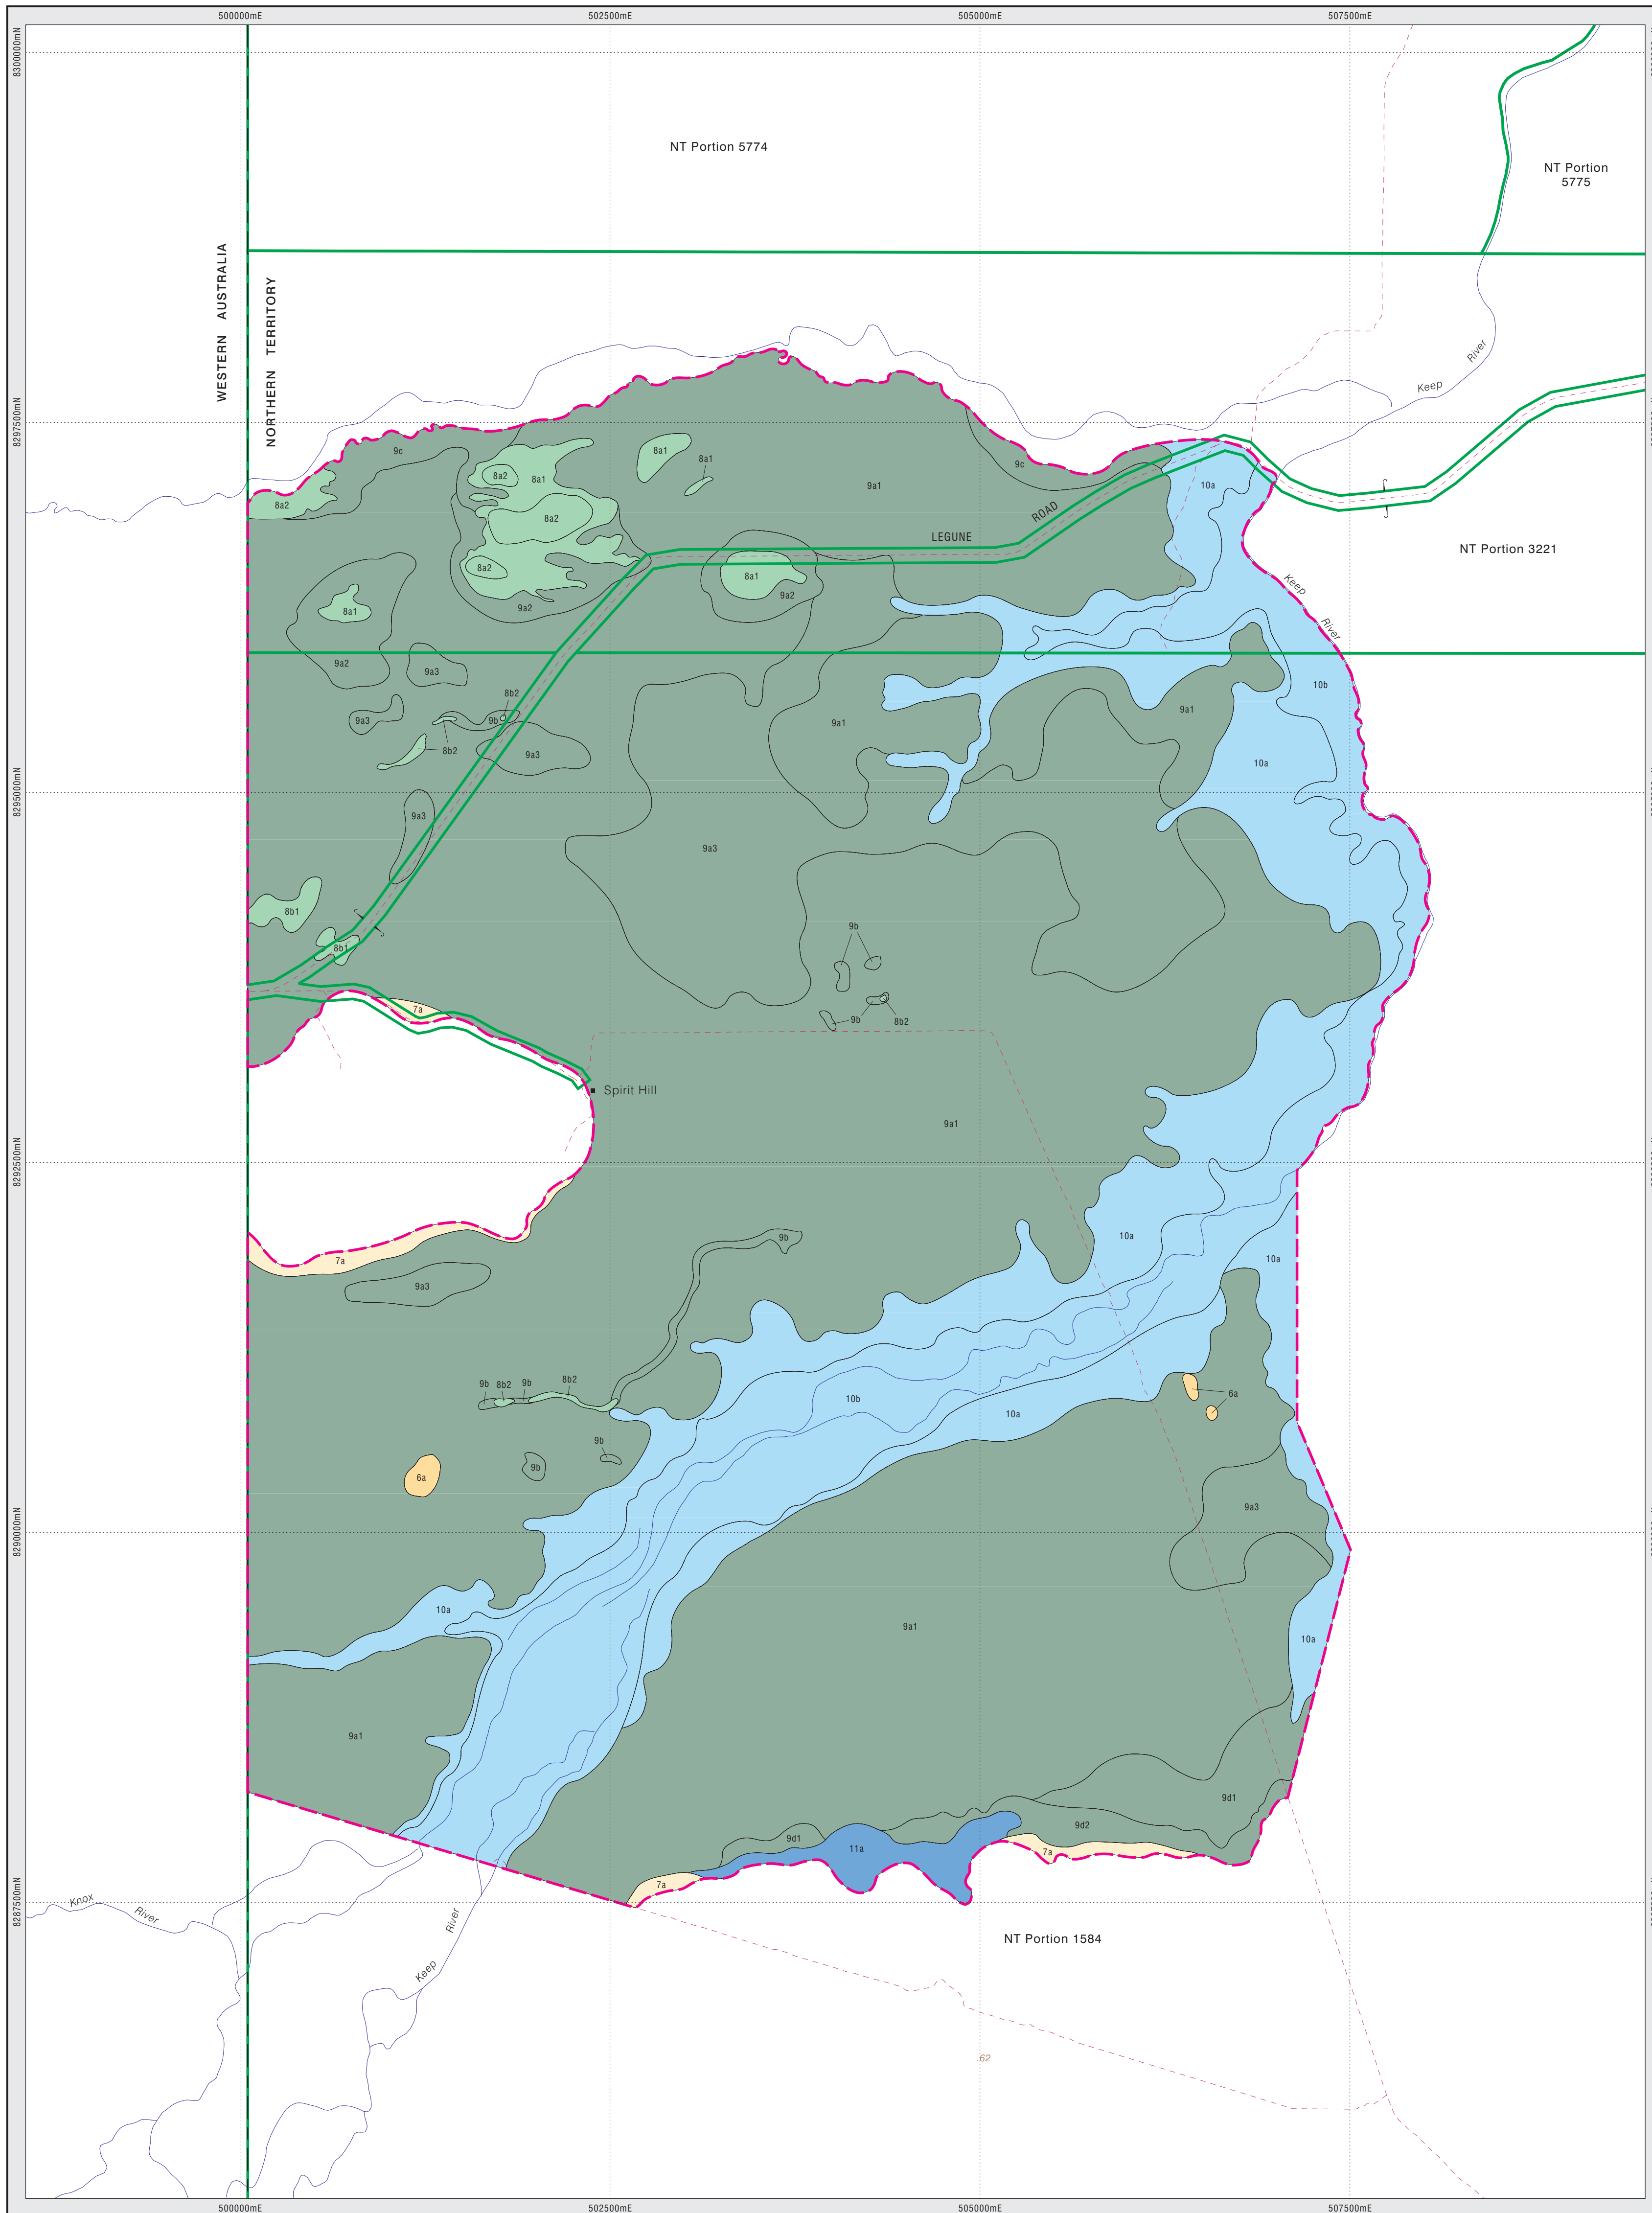 500000mE
502500mE
505000mE
507500mE
8300000mN
NT Portion 5774
NT Portion
5775
WESTERN AUSTRALIA
NORTHERN TERRITORY
River
Keep
8297500mN
9c
8a1
8a1
8a2
8a1
9c
10a
9a1
8a2
8a2
ROAD
LEGUNE
NT Portion 3221
8a2
8a1
9a2
9a2
8a1
Keep
River
9a2
9a3
10b
8b2
9a3
9b
9a1
9a1
8b2
9a3
10a
8295000mN
9a3
9a3
8b1
9b
8b1
7a
9b
8b2
Spirit Hill
9a1
8292500mN
9b
10a
7a
10a
9a3
9b
8b2
9b
8b2
10b
6a
10a
9b
9b
6a
9a3
8290000mN
10a
9a1
10a
9a1
9d1
9d2
9d1
11a
7a
7a
8287500mN
Knox
River
River
NT Portion 1584
Keep
.62
500000mE
502500mE
505000mE
507500mE